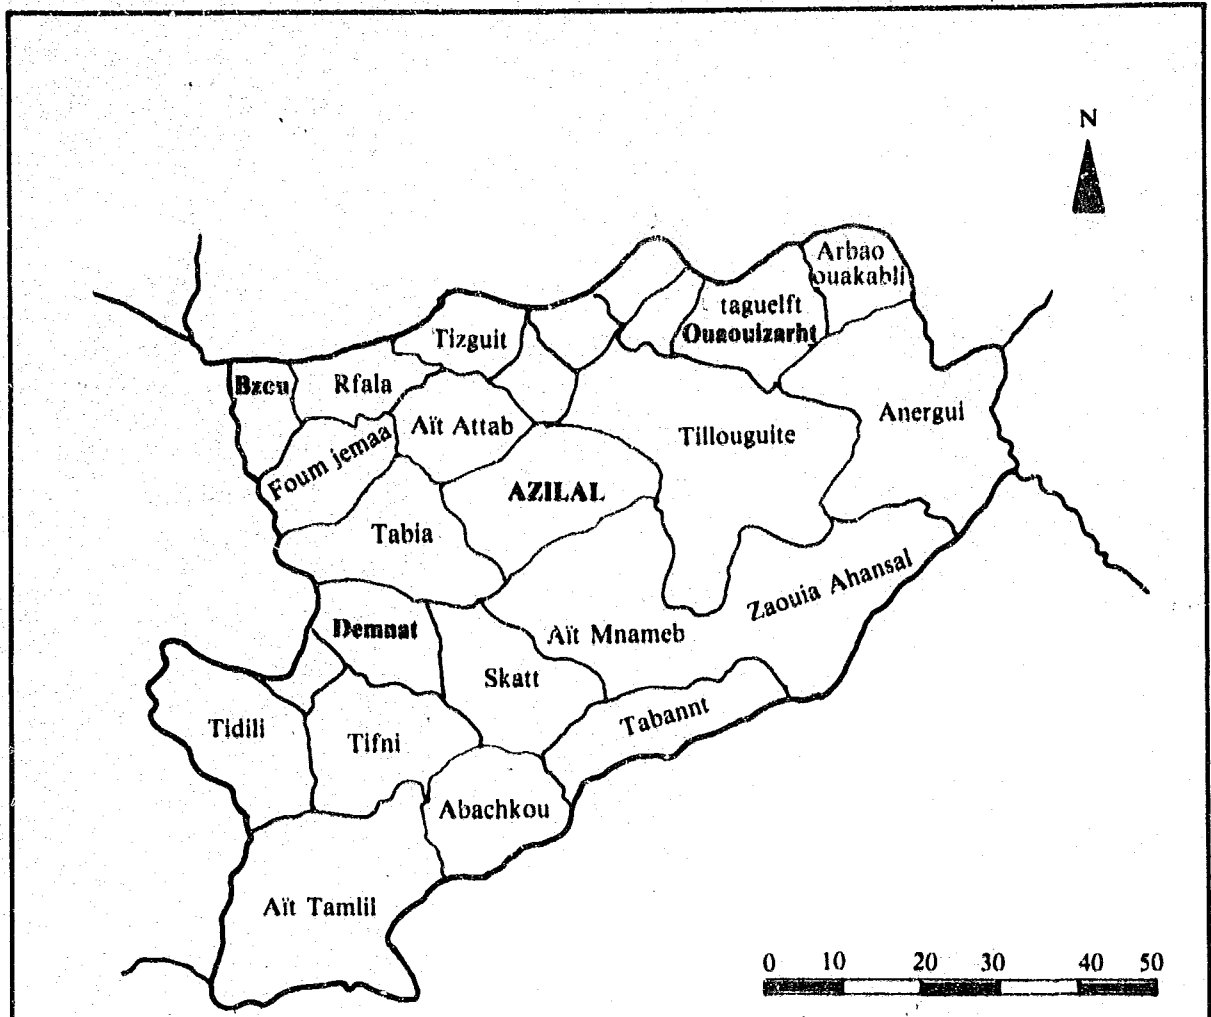 N
Arbao
ouakabli
taguelft
Ouaouizarht
Tizguit
Bzou
Rfala
Anergui
Aït Attab
Tillouguite
Foum jemaa
AZILAL
Tabia
Zaouia Ahansal
Demnat
Aït Mnameb
Skatt
Tabannt
Tidili
Tifni
Abachkou
Aït Tamlil
0 10 20 30 40 50